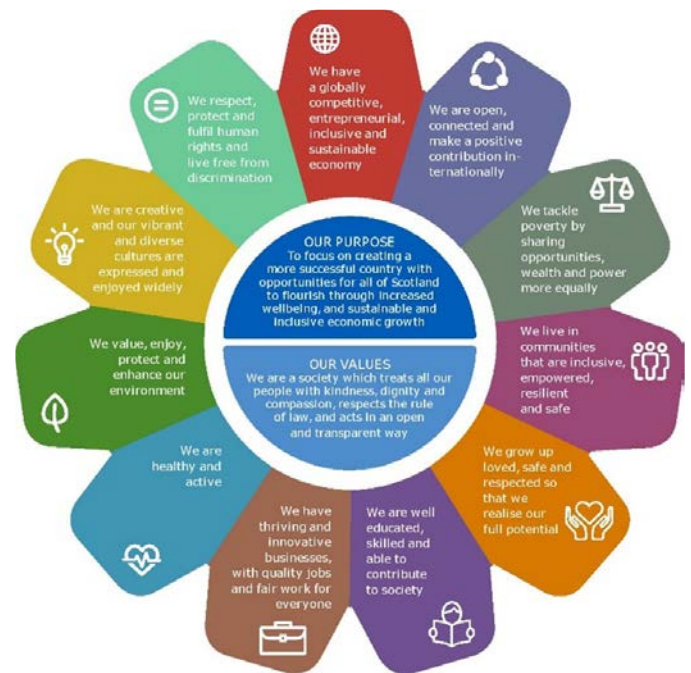 We have
a globally
competitive,
entrepreneurial,
inclusive and
sustainable
economy
We are open,
connected and
make a positive
contribution in-
ternationally
We tackle
poverty by
sharing
opportunities,
wealth and power
more equally
We live in
communities
that are inclusive,
empowered,
resilient
and safe
We grow up
loved, safe and
respected so
that we
realise our
full potential
We are well
educated,
skilled and
able to
contribute
to society
We have
thriving and
innovative
businesses,
with quality jobs
and fair work for
everyone
We are
healthy and
active
We value, enjoy,
protect and
enhance our
environment
We are creative
and our vibrant
and diverse
cultures are
expressed and
enjoyed widely
We respect,
protect and
fulfil human
rights and
live free from
discrimination
OUR PURPOSE
To focus on creating a
more successful country with
opportunities for all of Scotland
to flourish through increased
wellbeing, and sustainable and
inclusive economic growth
OUR VALUES
We are a society which treats all our
people with kindness, dignity and
compassion, respects the rule
of law, and acts in an open
and transparent way